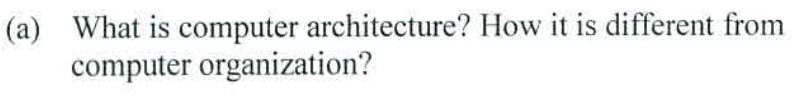 (a) What is computer architecture? How it is different from
computer organization?